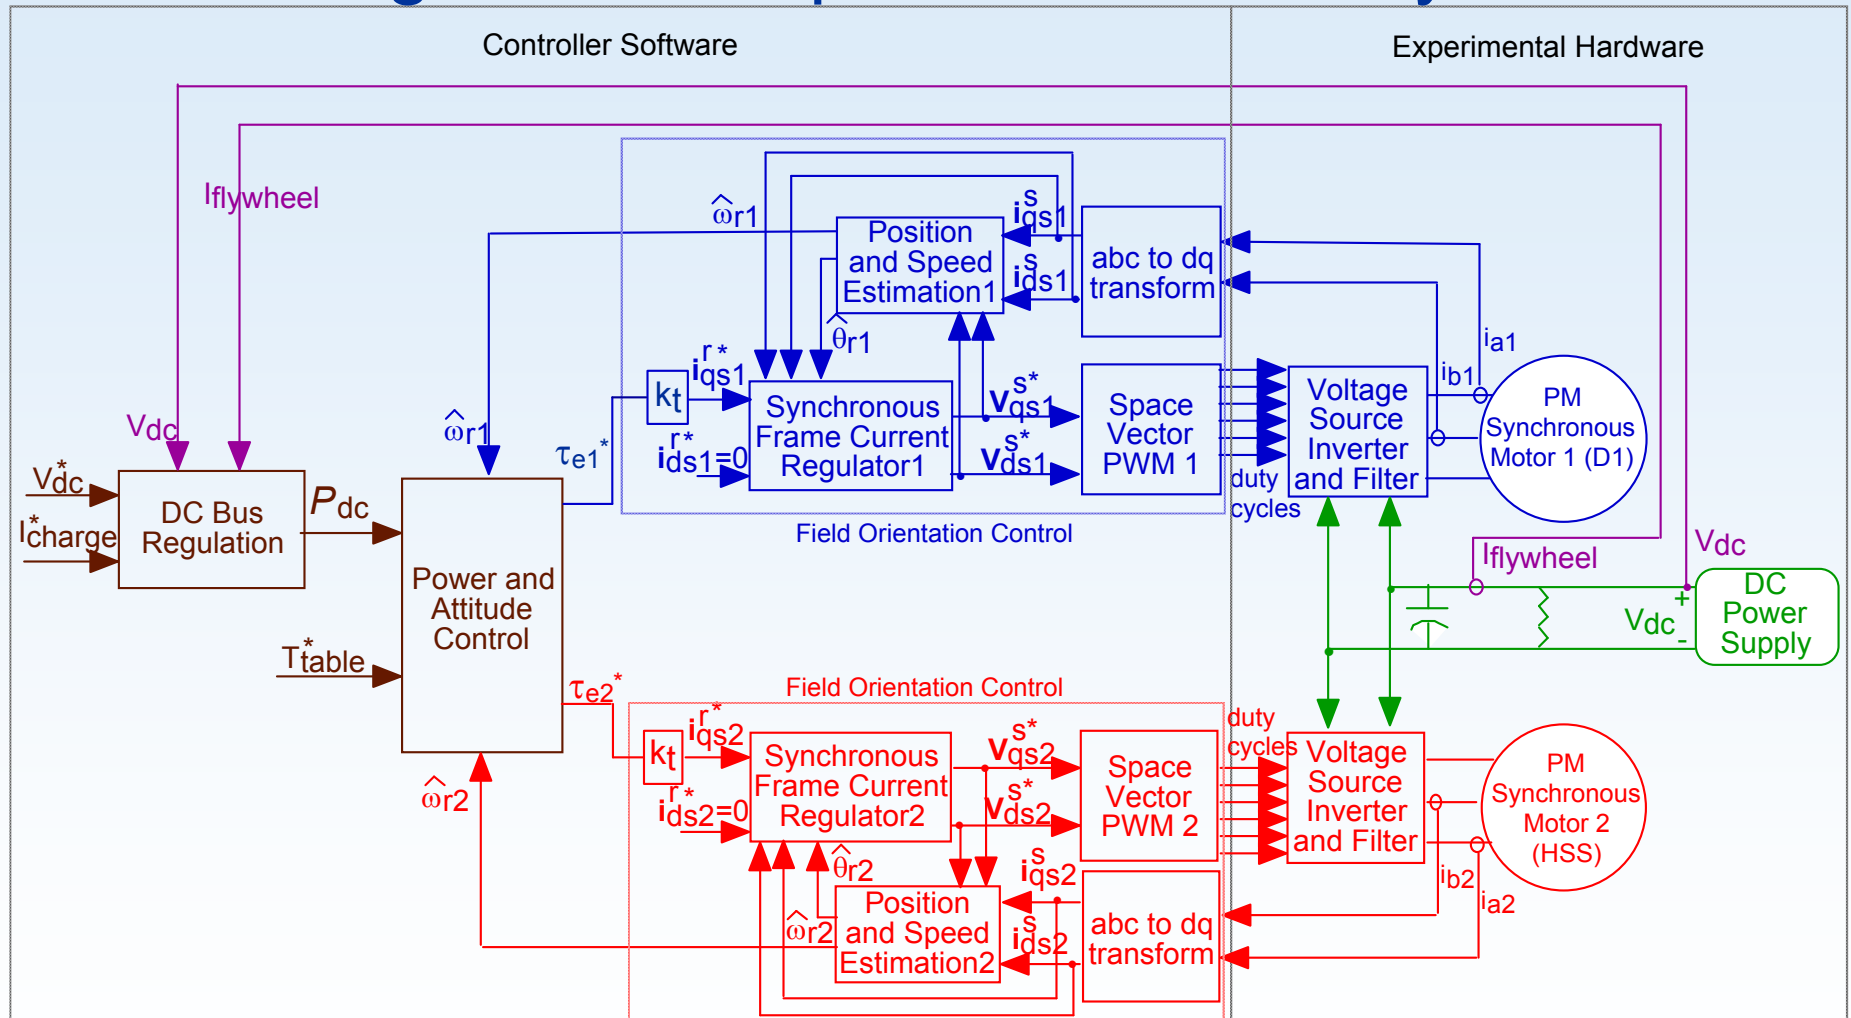 Controller Software
Experimental Hardware
Iflywheel
ω̂r1
i^s_qs1
Position
and Speed
Estimation1
i^s_ds1
abc to dq
transform
θ̂r1
ia1
ib1
Vdc
ω̂r1
τe1*
kt
i^r*_qs1
i^r*_ds1=0
Synchronous
Frame Current
Regulator1
V^s*_qs1
V^s*_ds1
Space
Vector
PWM 1
duty
cycles
Voltage
Source
Inverter
and Filter
PM
Synchronous
Motor 1 (D1)
Field Orientation Control
V*dc
I*charge
DC Bus
Regulation
Pdc
Power and
Attitude
Control
T*table
Iflywheel
Vdc
Vdc
+
-
DC
Power
Supply
τe2*
Field Orientation Control
kt
i^r*_qs2
i^r*_ds2=0
Synchronous
Frame Current
Regulator2
V^s*_qs2
V^s*_ds2
Space
Vector
PWM 2
duty
cycles
Voltage
Source
Inverter
and Filter
PM
Synchronous
Motor 2
(HSS)
ω̂r2
θ̂r2
ω̂r2
Position
and Speed
Estimation2
i^s_qs2
i^s_ds2
abc to dq
transform
ib2
ia2